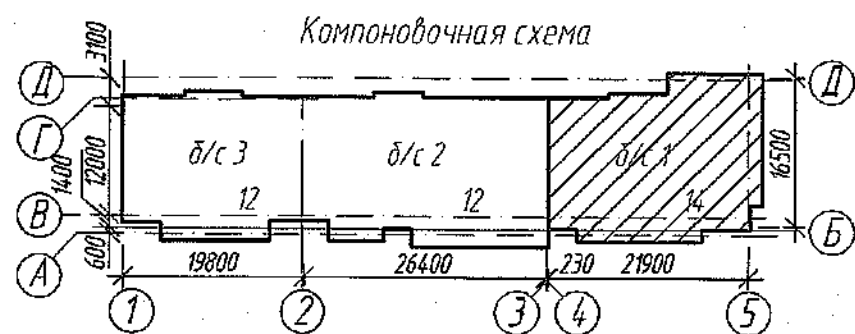 Компоновочная схема
3100
Д
Д
Г
б/с 3
б/с 2
б/с 1
12000
16500
1400
12
12
14
В
Б
А
600
19800
26400
230
21900
1
2
3
4
5